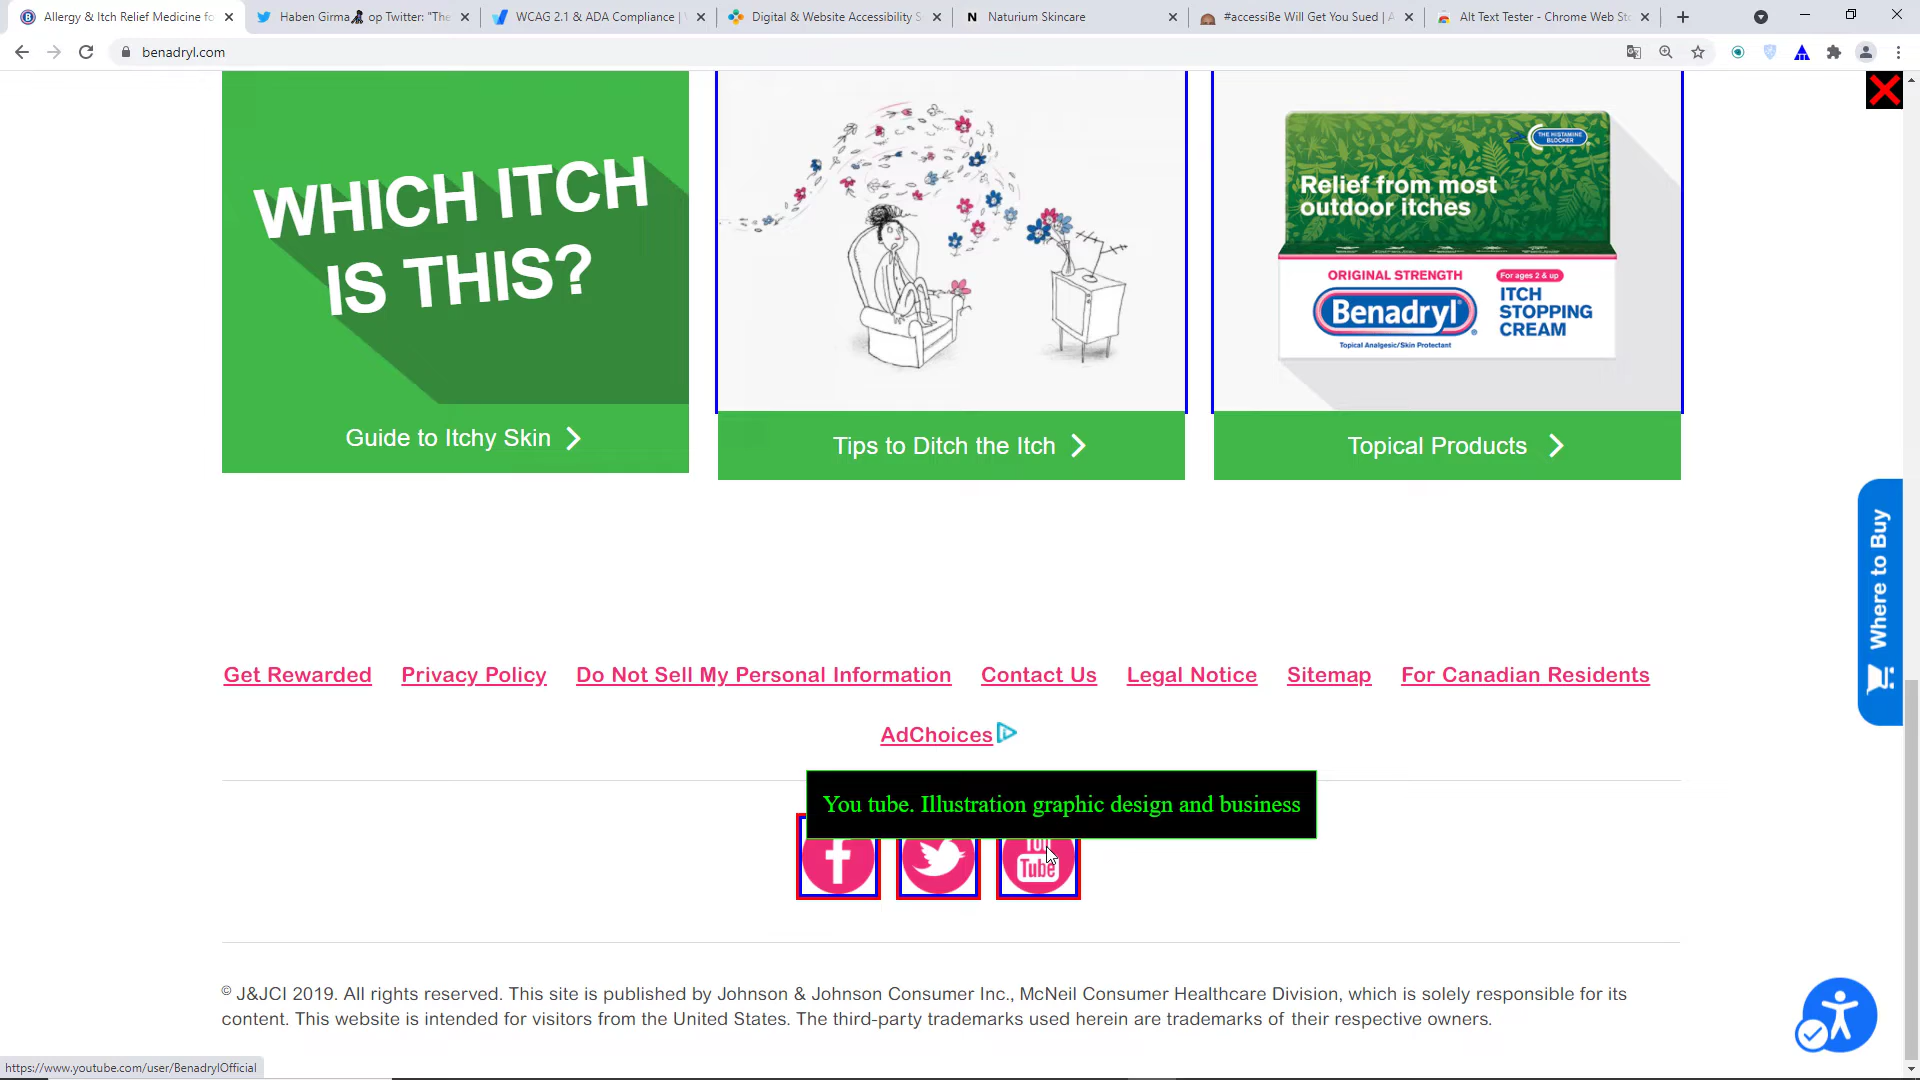 Allergy & Itch Relief Medicine fo
Haben Girma op Twitter: "The
WCAG 2.1 & ADA Compliance |
Digital & Website Accessibility S
N Naturium Skincare
#accessiBe Will Get You Sued | A
Alt Text Tester - Chrome Web Sto
benadryl.com
WHICH ITCH
IS THIS?
THE HISTAMINE
BLOCKER
Relief from most
outdoor itches
ORIGINAL STRENGTH
For ages 2 & up
Benadryl®
ITCH
STOPPING
CREAM
Topical Analgesic/Skin Protectant
Guide to Itchy Skin
Tips to Ditch the Itch
Topical Products
Where to Buy
Get Rewarded Privacy Policy Do Not Sell My Personal Information Contact Us Legal Notice Sitemap For Canadian Residents
AdChoices
You tube. Illustration graphic design and business
You
Tube
© J&JCI 2019. All rights reserved. This site is published by Johnson & Johnson Consumer Inc., McNeil Consumer Healthcare Division, which is solely responsible for its
content. This website is intended for visitors from the United States. The third-party trademarks used herein are trademarks of their respective owners.
https://www.youtube.com/user/BenadrylOfficial